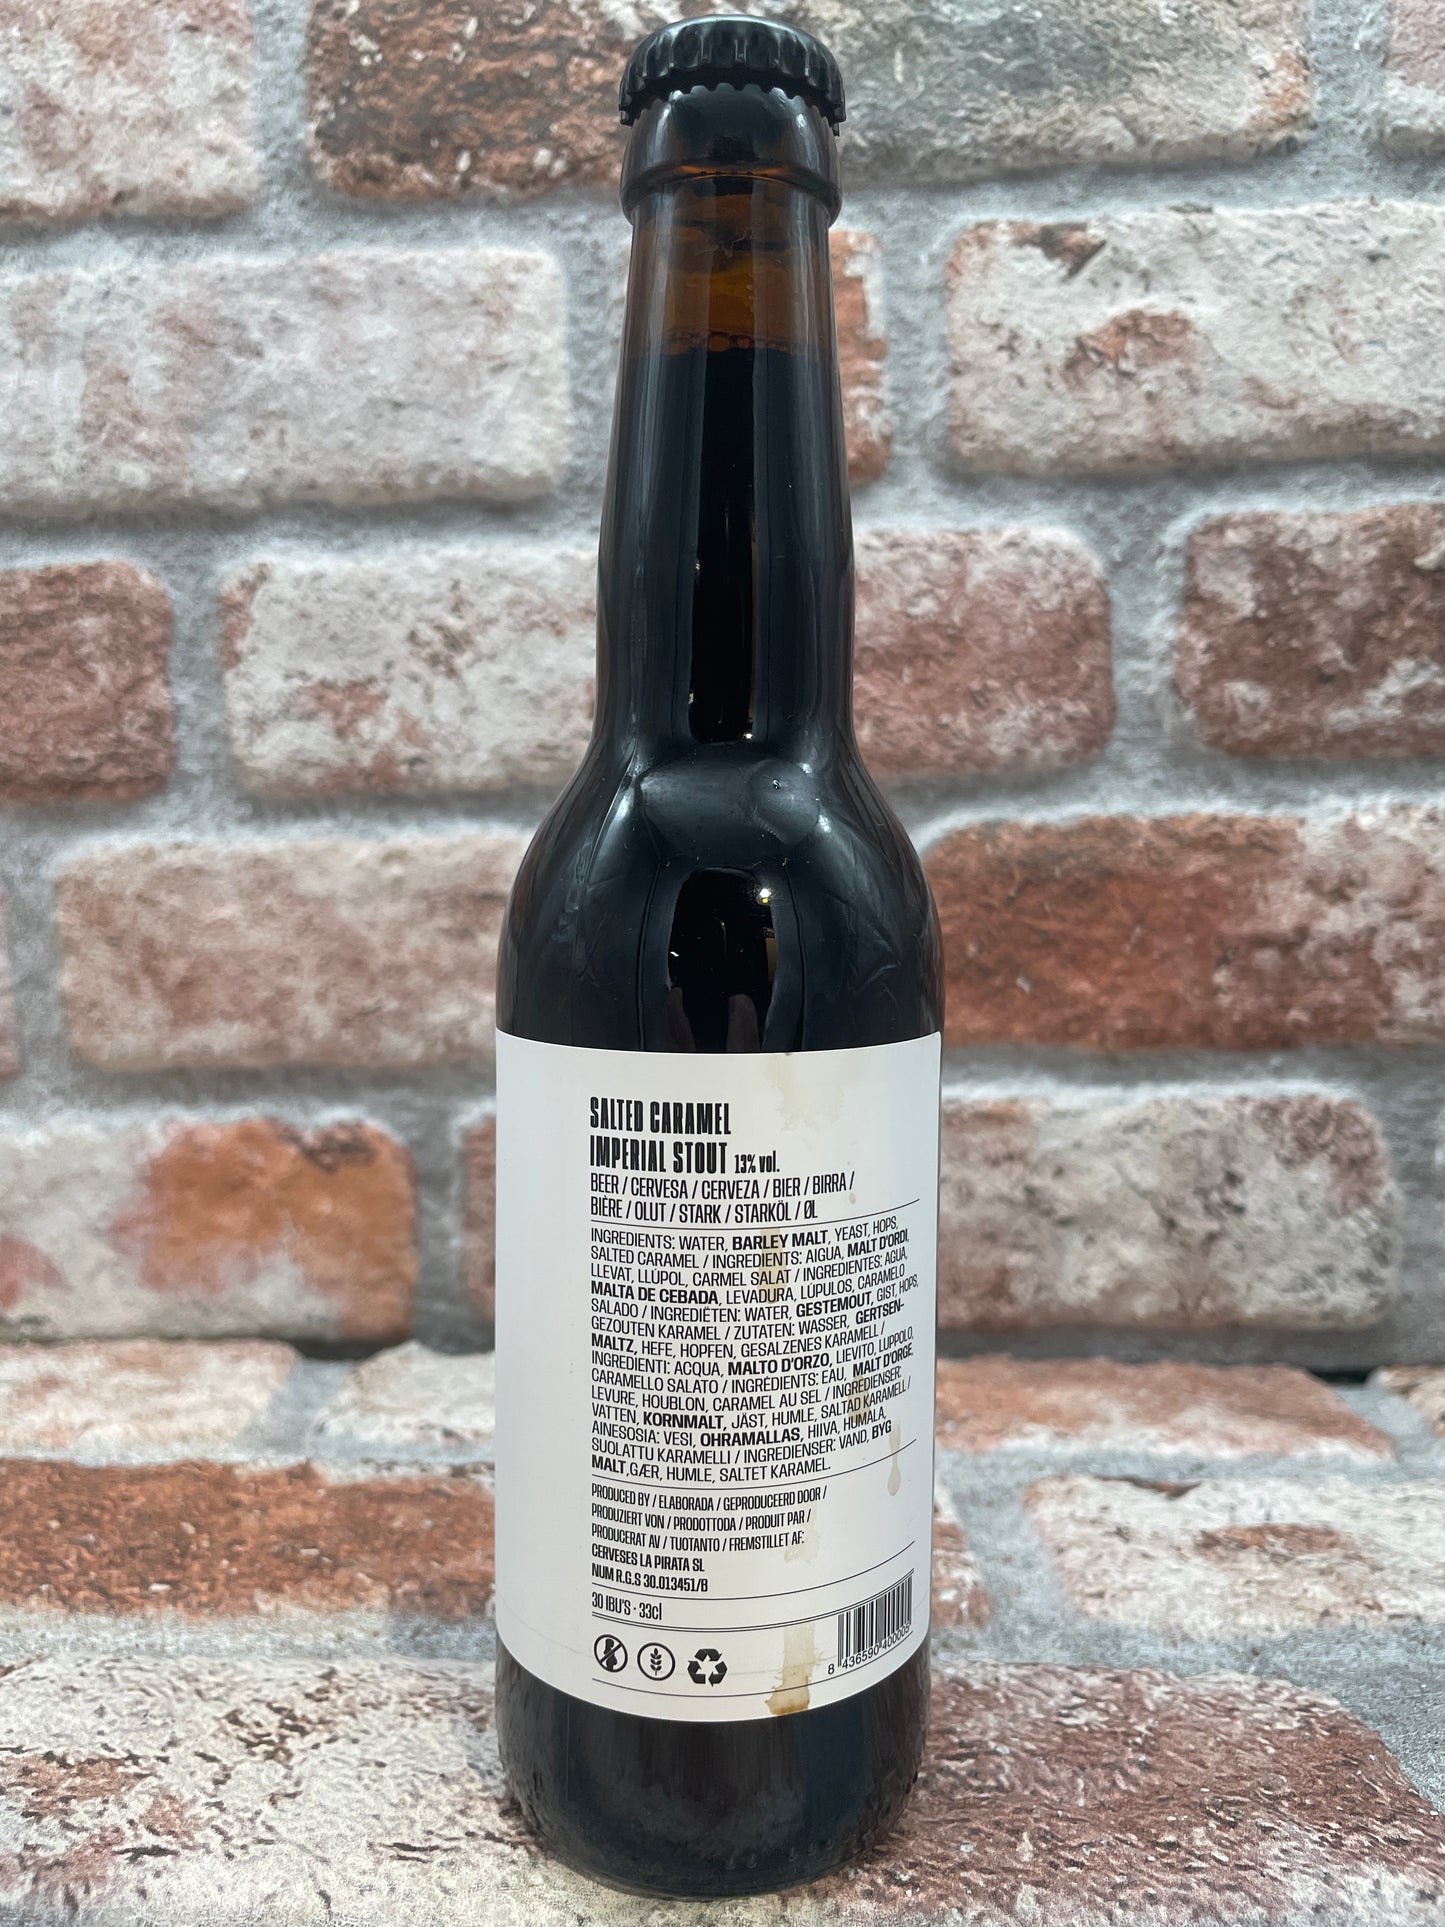 SALTED CARAMEL
IMPERIAL STOUT 13% vol.
BEER / CERVESA / CERVEZA / BIER / BIRRA /
BIÈRE / OLUT / STARK / STARKÖL / ØL
INGREDIENTS: WATER, BARLEY MALT, YEAST, HOPS,
SALTED CARAMEL / INGREDIENTS: AIGUA, MALT D'ORDI,
LLEVAT, LLÚPOL, CARMEL SALAT / INGREDIENTES: AGUA,
MALTA DE CEBADA, LEVADURA, LÚPULOS, CARAMELO
SALADO / INGREDIËTEN: WATER, GESTEMOUT, GIST, HOPS,
GEZOUTEN KARAMEL / ZUTATEN: WASSER, GERTSEN-
MALTZ, HEFE, HOPFEN, GESALZENES KARAMELL /
INGREDIENTI: ACQUA, MALTO D'ORZO, LIEVITO, LUPPOLO,
CARAMELLO SALATO / INGRÉDIENTS: EAU, MALT D'ORGE,
LEVURE, HOUBLON, CARAMEL AU SEL / INGREDIENSER:
VATTEN, KORNMALT, JÄST, HUMLE, SALTAD KARAMELL /
AINESOSIA: VESI, OHRAMALLAS, HIIVA, HUMALA,
SUOLATTU KARAMELLI / INGREDIENSER: VAND, BYG
MALT,GÆR, HUMLE, SALTET KARAMEL.
PRODUCED BY / ELABORADA / GEPRODUCEERD DOOR /
PRODUZIERT VON / PRODOTTODA / PRODUIT PAR /
PRODUCERAT AV / TUOTANTO / FREMSTILLET AF:
CERVESES LA PIRATA SL
NUM R.G.S 30.013451/B
30 IBU'S · 33cl
8 436590 400005